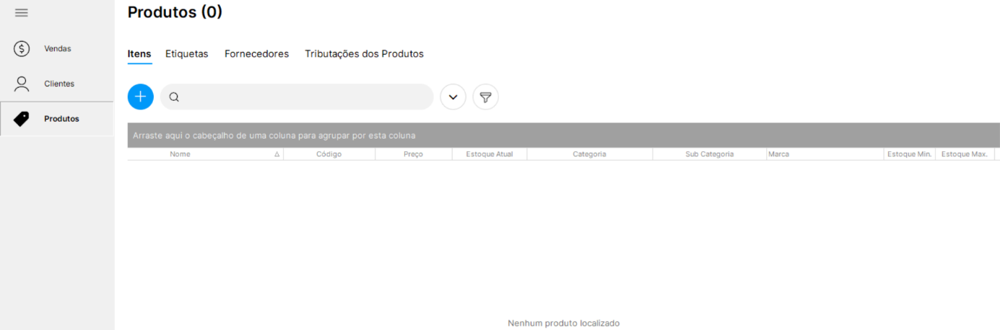 Produtos (0)
Vendas
Clientes
Produtos
Itens Etiquetas Fornecedores Tributações dos Produtos
Arraste aqui o cabeçalho de uma coluna para agrupar por esta coluna
Nome Código Preço Estoque Atual Categoria Sub Categoria Marca Estoque Min. Estoque Max.
Nenhum produto localizado